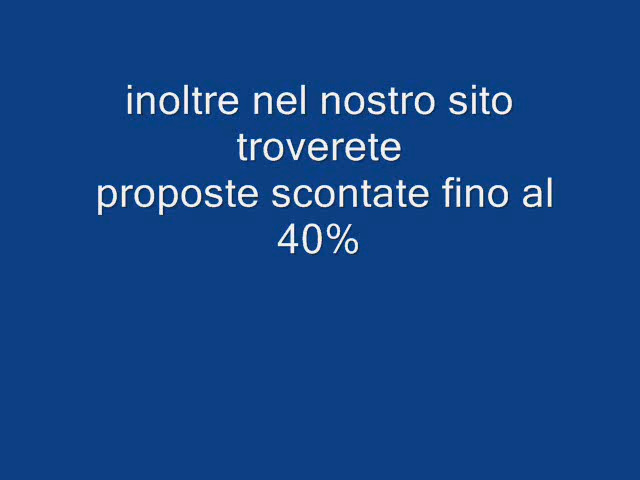 inoltre nel nostro sito
troverete
proposte scontate fino al
40%